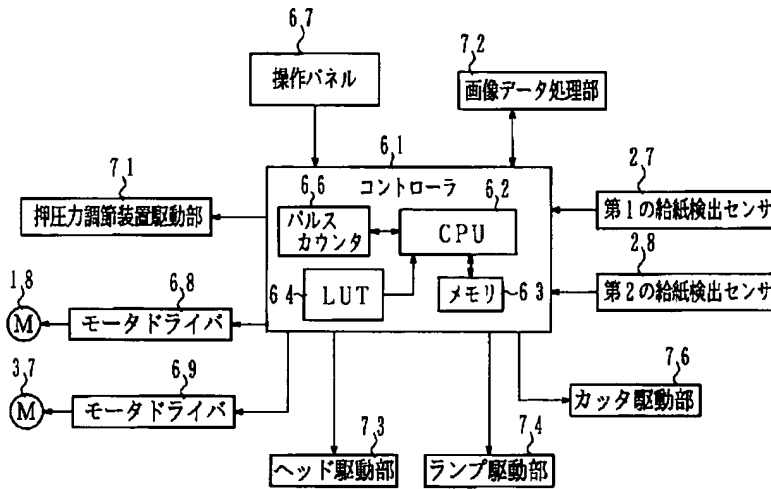 67
操作パネル
72
画像データ処理部
61
コントローラ
71
押圧力調節装置駆動部
66
パルス
カウンタ
62
CPU
27
第1の給紙検出センサ
28
第2の給紙検出センサ
64
LUT
メモリ
63
18
M
68
モータドライバ
37
M
69
モータドライバ
76
カッタ駆動部
73
ヘッド駆動部
74
ランプ駆動部